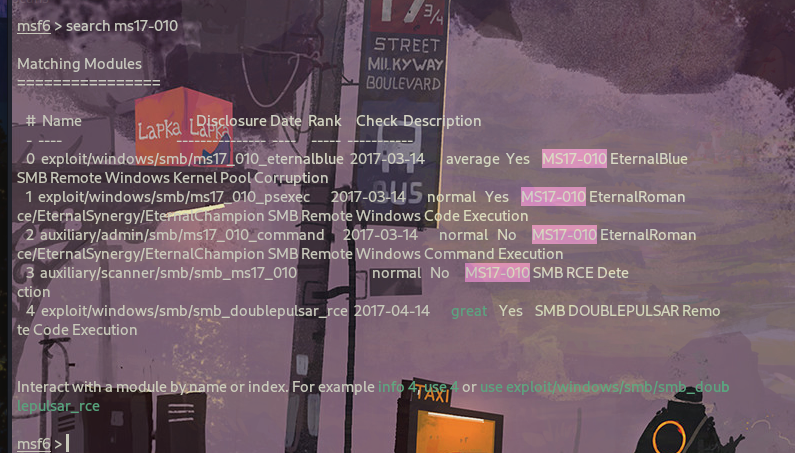 msf6 > search ms17-010
Matching Modules
================
# Name Disclosure Date Rank Check Description
- ---- --------------- ---- ----- -----------
0 exploit/windows/smb/ms17_010_eternalblue 2017-03-14 average Yes MS17-010 EternalBlue
SMB Remote Windows Kernel Pool Corruption
1 exploit/windows/smb/ms17_010_psexec 2017-03-14 normal Yes MS17-010 EternalRoman
ce/EternalSynergy/EternalChampion SMB Remote Windows Code Execution
2 auxiliary/admin/smb/ms17_010_command 2017-03-14 normal No MS17-010 EternalRoman
ce/EternalSynergy/EternalChampion SMB Remote Windows Command Execution
3 auxiliary/scanner/smb/smb_ms17_010 normal No MS17-010 SMB RCE Dete
ction
4 exploit/windows/smb/smb_doublepulsar_rce 2017-04-14 great Yes SMB DOUBLEPULSAR Remo
te Code Execution
Interact with a module by name or index. For example info 4, use 4 or use exploit/windows/smb/smb_doub
lepulsar_rce
msf6 >
17 3/4
STREET
MILKYWAY
BOULEVARD
Lapka Lapka
BUS
TAXI